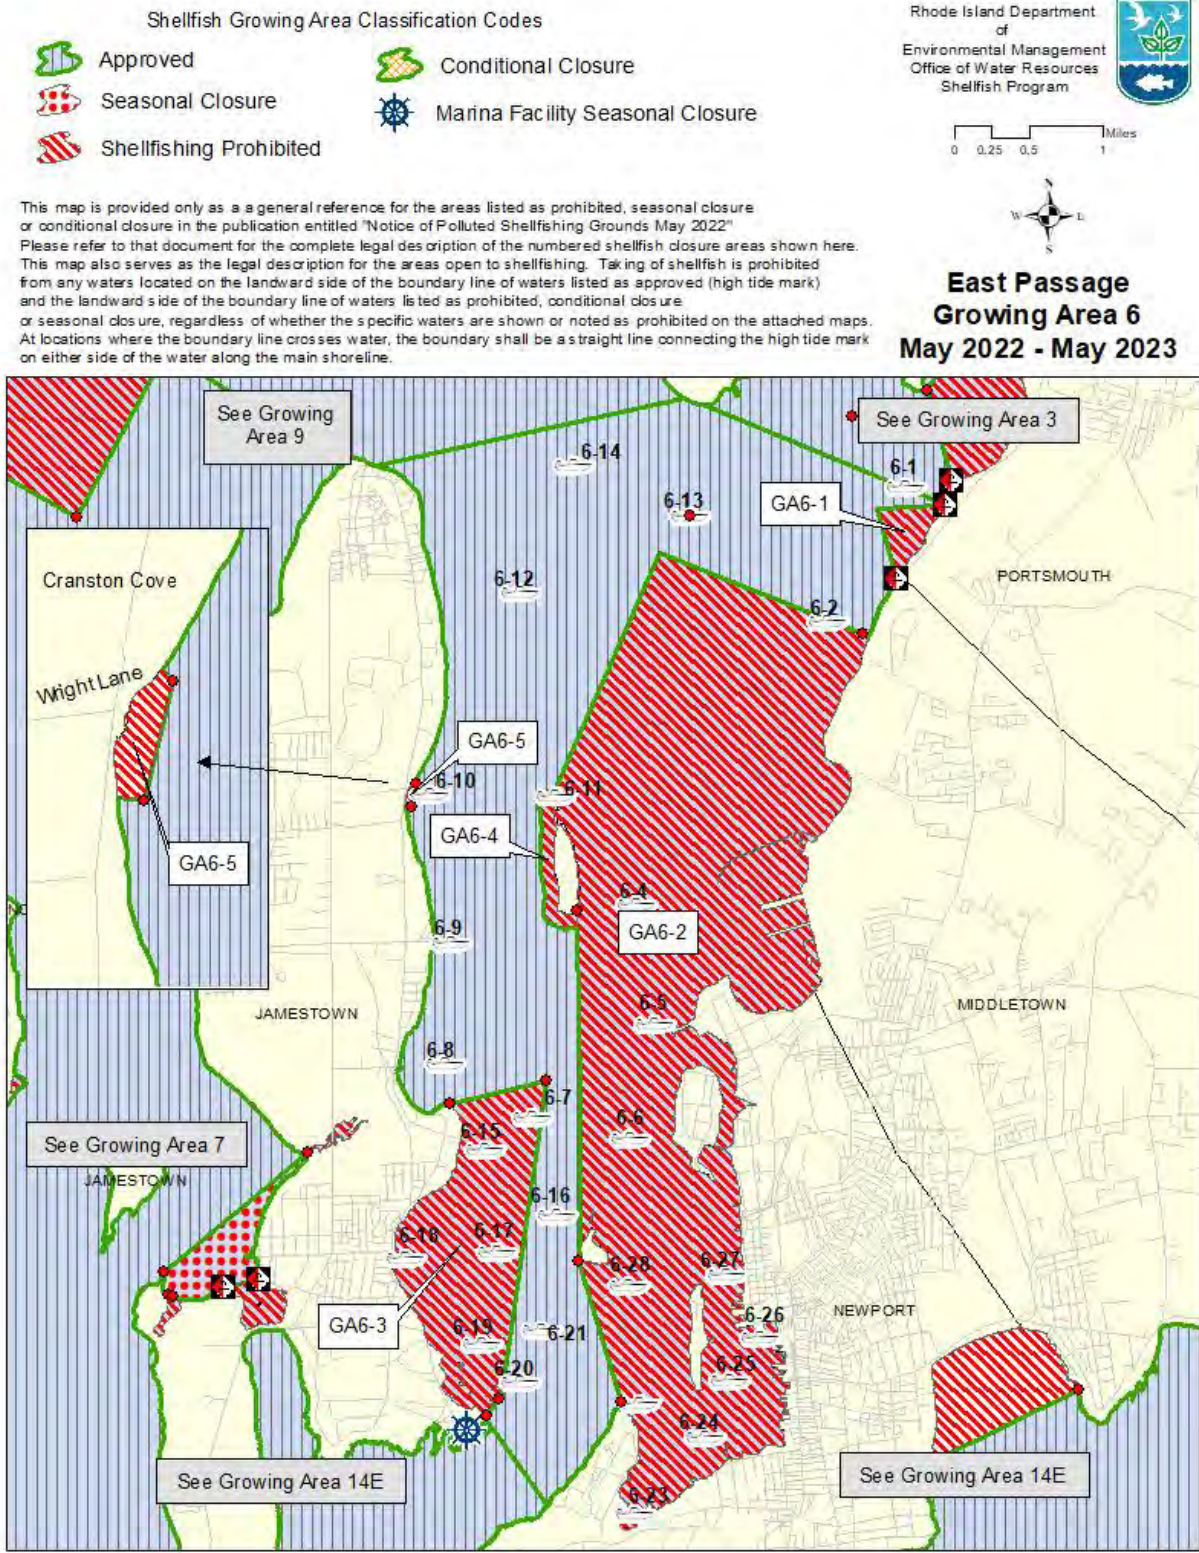 Shellfish Growing Area Classification Codes
Approved
Conditional Closure
Seasonal Closure
Marina Facility Seasonal Closure
Shellfishing Prohibited
Rhode Island Department
of
Environmental Management
Office of Water Resources
Shellfish Program
Miles
0 0.25 0.5 1
N
W E
S
This map is provided only as a a general reference for the areas listed as prohibited, seasonal closure
or conditional closure in the publication entitled "Notice of Polluted Shellfishing Grounds May 2022"
Please refer to that document for the complete legal description of the numbered shellfish closure areas shown here.
This map also serves as the legal description for the areas open to shellfishing. Taking of shellfish is prohibited
from any waters located on the landward side of the boundary line of waters listed as approved (high tide mark)
and the landward side of the boundary line of waters listed as prohibited, conditional closure
or seasonal closure, regardless of whether the specific waters are shown or noted as prohibited on the attached maps.
At locations where the boundary line crosses water, the boundary shall be a straight line connecting the high tide mark
on either side of the water along the main shoreline.
East Passage
Growing Area 6
May 2022 - May 2023
See Growing
Area 9
See Growing Area 3
6-14
6-1
6-13
GA6-1
Cranston Cove
6-12
PORTSMOUTH
6-2
Wright Lane
GA6-5
6-10
6-11
GA6-4
GA6-5
6-4
GA6-2
6-9
6-5
MIDDLETOWN
JAMESTOWN
6-8
6-7
6-6
6-15
See Growing Area 7
JAMESTOWN
6-16
6-18
6-17
6-28
6-27
GA6-3
6-19
6-21
6-26
NEWPORT
6-20
6-25
6-24
See Growing Area 14E
See Growing Area 14E
6-23